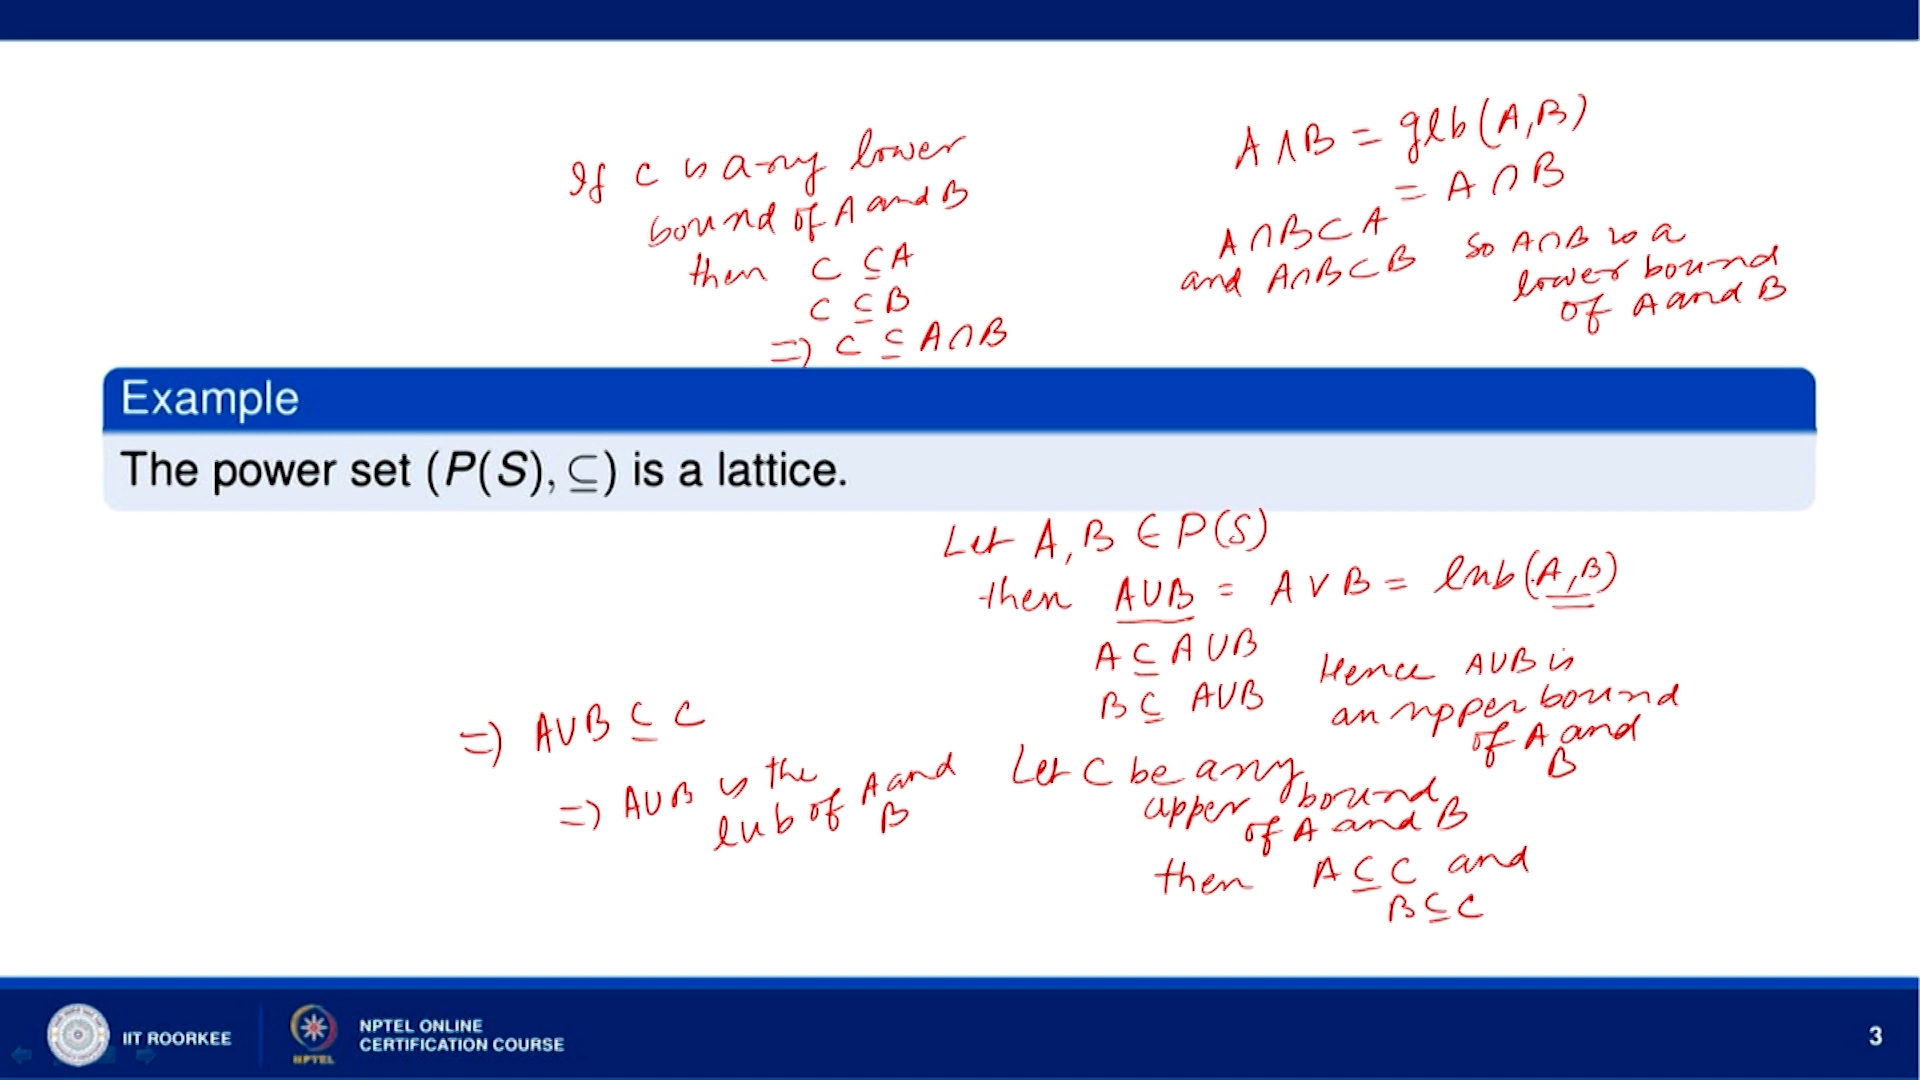 If C is any lower
bound of A and B
then C ⊆ A
C ⊆ B
⇒ C ⊆ A∩B
A∧B = glb(A,B)
= A∩B
A∩B⊂A
and A∩B⊂B
so A∩B is a
lower bound
of A and B
Example
The power set (P(S), ⊆) is a lattice.
Let A, B ∈ P(S)
then A∪B = A∨B = lub(A,B)
A ⊆ A∪B
B ⊆ A∪B
Hence A∪B is
an upper bound
of A and
B
Let C be any
upper bound
of A and B
then A ⊆ C and
B ⊆ C
⇒ A∪B ⊆ C
⇒ A∪B is the
lub of A and
B
IIT ROORKEE
NPTEL
NPTEL ONLINE
CERTIFICATION COURSE
3